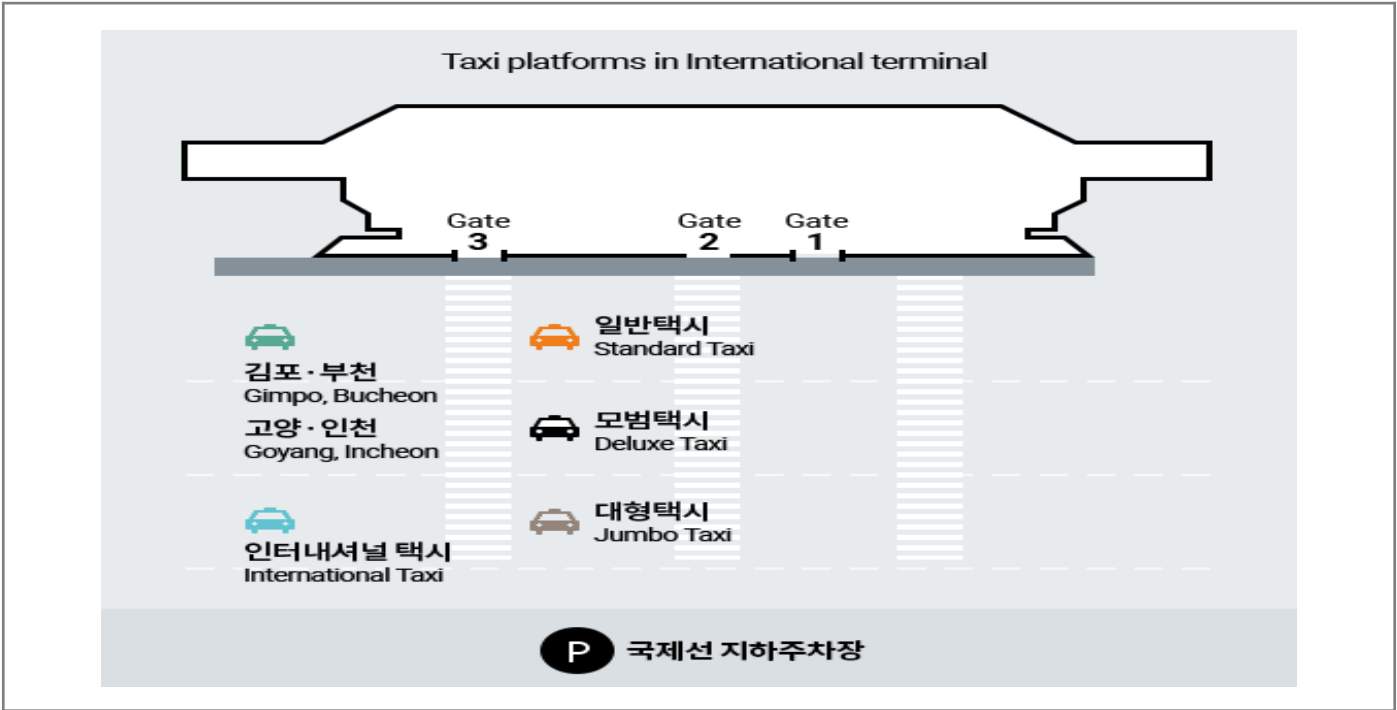 Taxi platforms in International terminal
Gate
3
Gate
2
Gate
1
김포·부천
Gimpo, Bucheon
고양·인천
Goyang, Incheon
인터내셔널 택시
International Taxi
일반택시
Standard Taxi
모범택시
Deluxe Taxi
대형택시
Jumbo Taxi
P 국제선 지하주차장